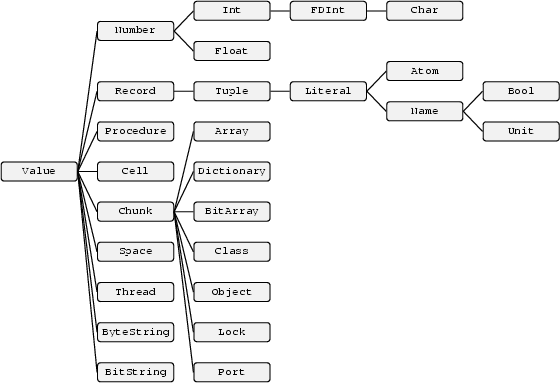 Int FDInt Char
Number
Float
Atom
Record Tuple Literal Bool
Name
Procedure Array Unit
Value Cell Dictionary
Chunk BitArray
Space Class
Thread Object
ByteString Lock
BitString Port